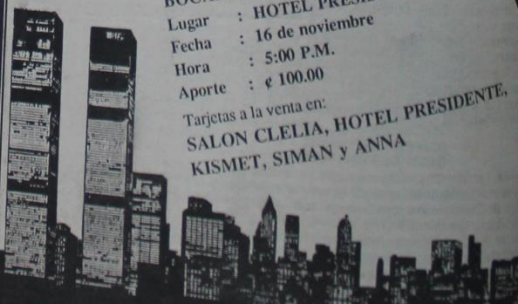 Lugar : HOTEL
Fecha : 16 de noviembre
Hora : 5:00 P.M.
Aporte : ¢ 100.00
Tarjetas a la venta en:
SALON CLELIA, HOTEL PRESIDENTE,
KISMET, SIMAN y ANNA